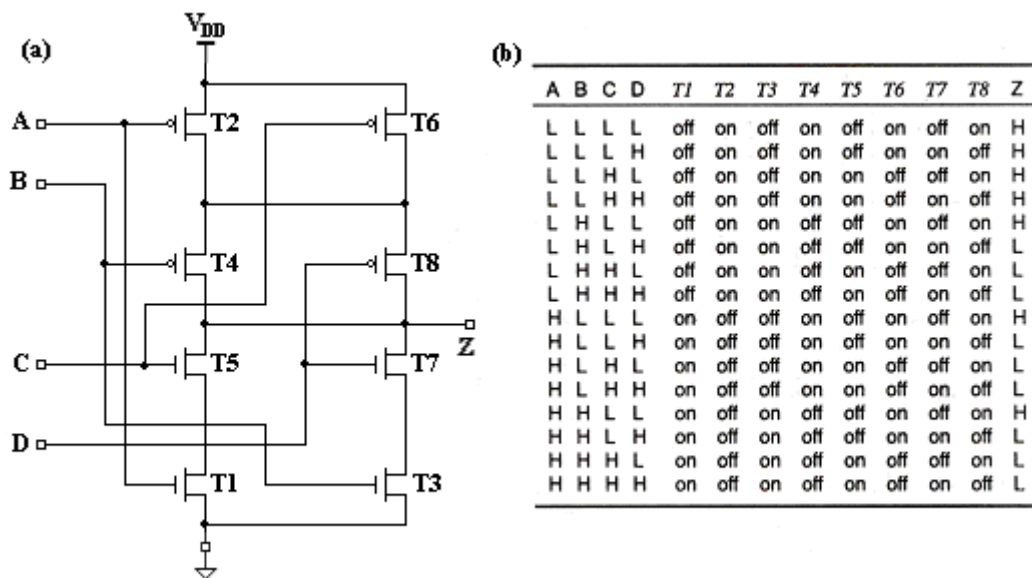 V_DD
(a)
A
T2
T6
B
T4
T8
Z
C
T5
T7
D
T1
T3
(b)
A B C D T1 T2 T3 T4 T5 T6 T7 T8 Z
L L L L off on off on off on off on H
L L L H off on off on off on on off H
L L H L off on off on on off off on H
L L H H off on off on on off on off H
L H L L off on on off off on off on H
L H L H off on on off off on on off L
L H H L off on on off on off off on L
L H H H off on on off on off on off L
H L L L on off off on off on off on H
H L L H on off off on off on on off L
H L H L on off off on on off off on L
H L H H on off off on on off on off L
H H L L on off on off off on off on H
H H L H on off on off off on on off L
H H H L on off on off on off off on L
H H H H on off on off on off on off L